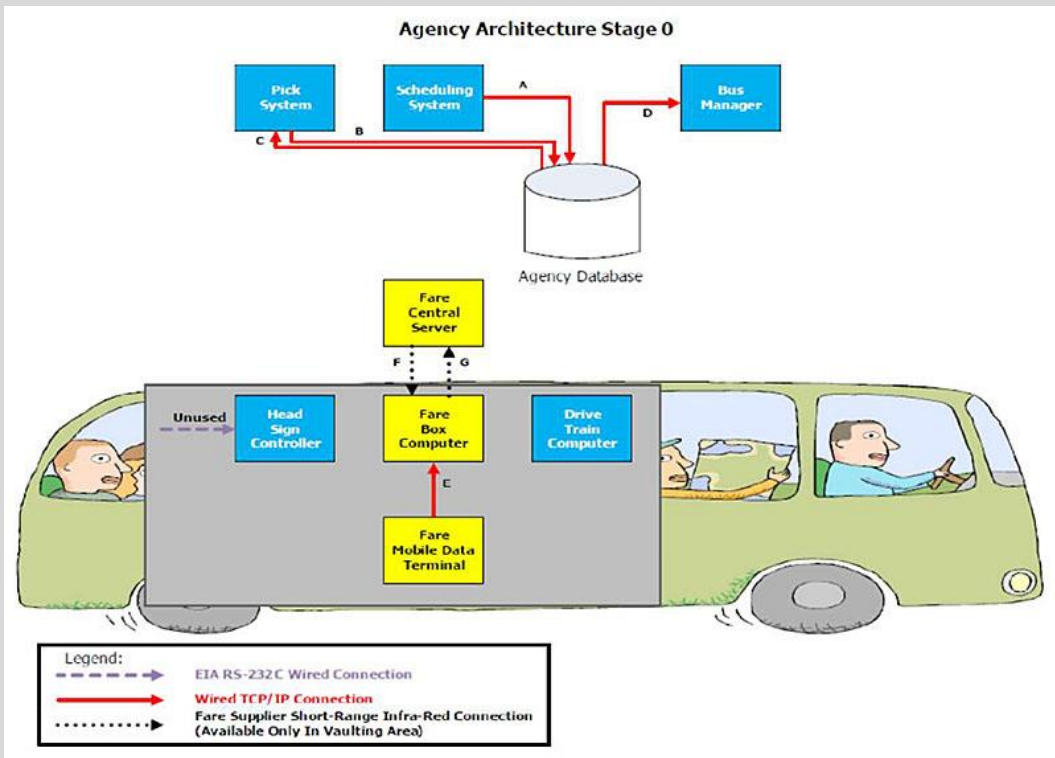 Agency Architecture Stage 0
Pick
System
Scheduling
System
A
Bus
Manager
B
C
D
Agency Database
Fare
Central
Server
F
G
Unused
Head
Sign
Controller
Fare
Box
Computer
Drive
Train
Computer
E
Fare
Mobile Data
Terminal
Legend:
EIA RS-232C Wired Connection
Wired TCP/IP Connection
Fare Supplier Short-Range Infra-Red Connection
(Available Only In Vaulting Area)